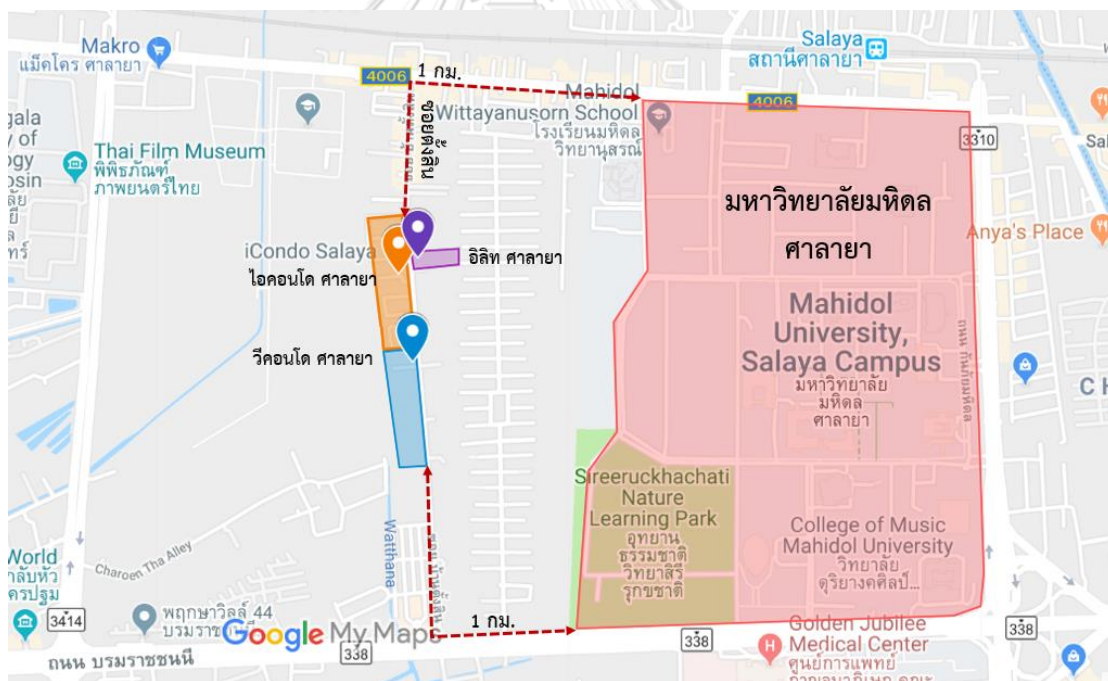 Makro
แม็คโคร ศาลายา
4006
1 กม.
Salaya
สถานีศาลายา
Mahidol
Wittayanusorn School
โรงเรียนมหิดล
วิทยานุสรณ์
4006
3310
Thai Film Museum
พิพิธภัณฑ์
ภาพยนตร์ไทย
ซอยตั้งสิน
มหาวิทยาลัยมหิดล
ศาลายา
Anya's Place
iCondo Salaya
ไอคอนโด ศาลายา
อิลิท ศาลายา
วีคอนโด ศาลายา
Mahidol
University,
Salaya Campus
มหาวิทยาลัย
มหิดล
ศาลายา
Sireeruckhachati
Nature
Learning Park
อุทยาน
ธรรมชาติ
วิทยาสิรี
รุกขชาติ
College of Music
Mahidol University
วิทยาลัย
ดุริยางคศิลป์...
Charoen Tha Alley
Watthana
World
3414
พฤกษาวิลล์ 44
บรมราช
Google My Maps
1 กม.
338
338
338
ถนน บรมราชชนนี
Golden Jubilee
Medical Center
ศูนย์การแพทย์